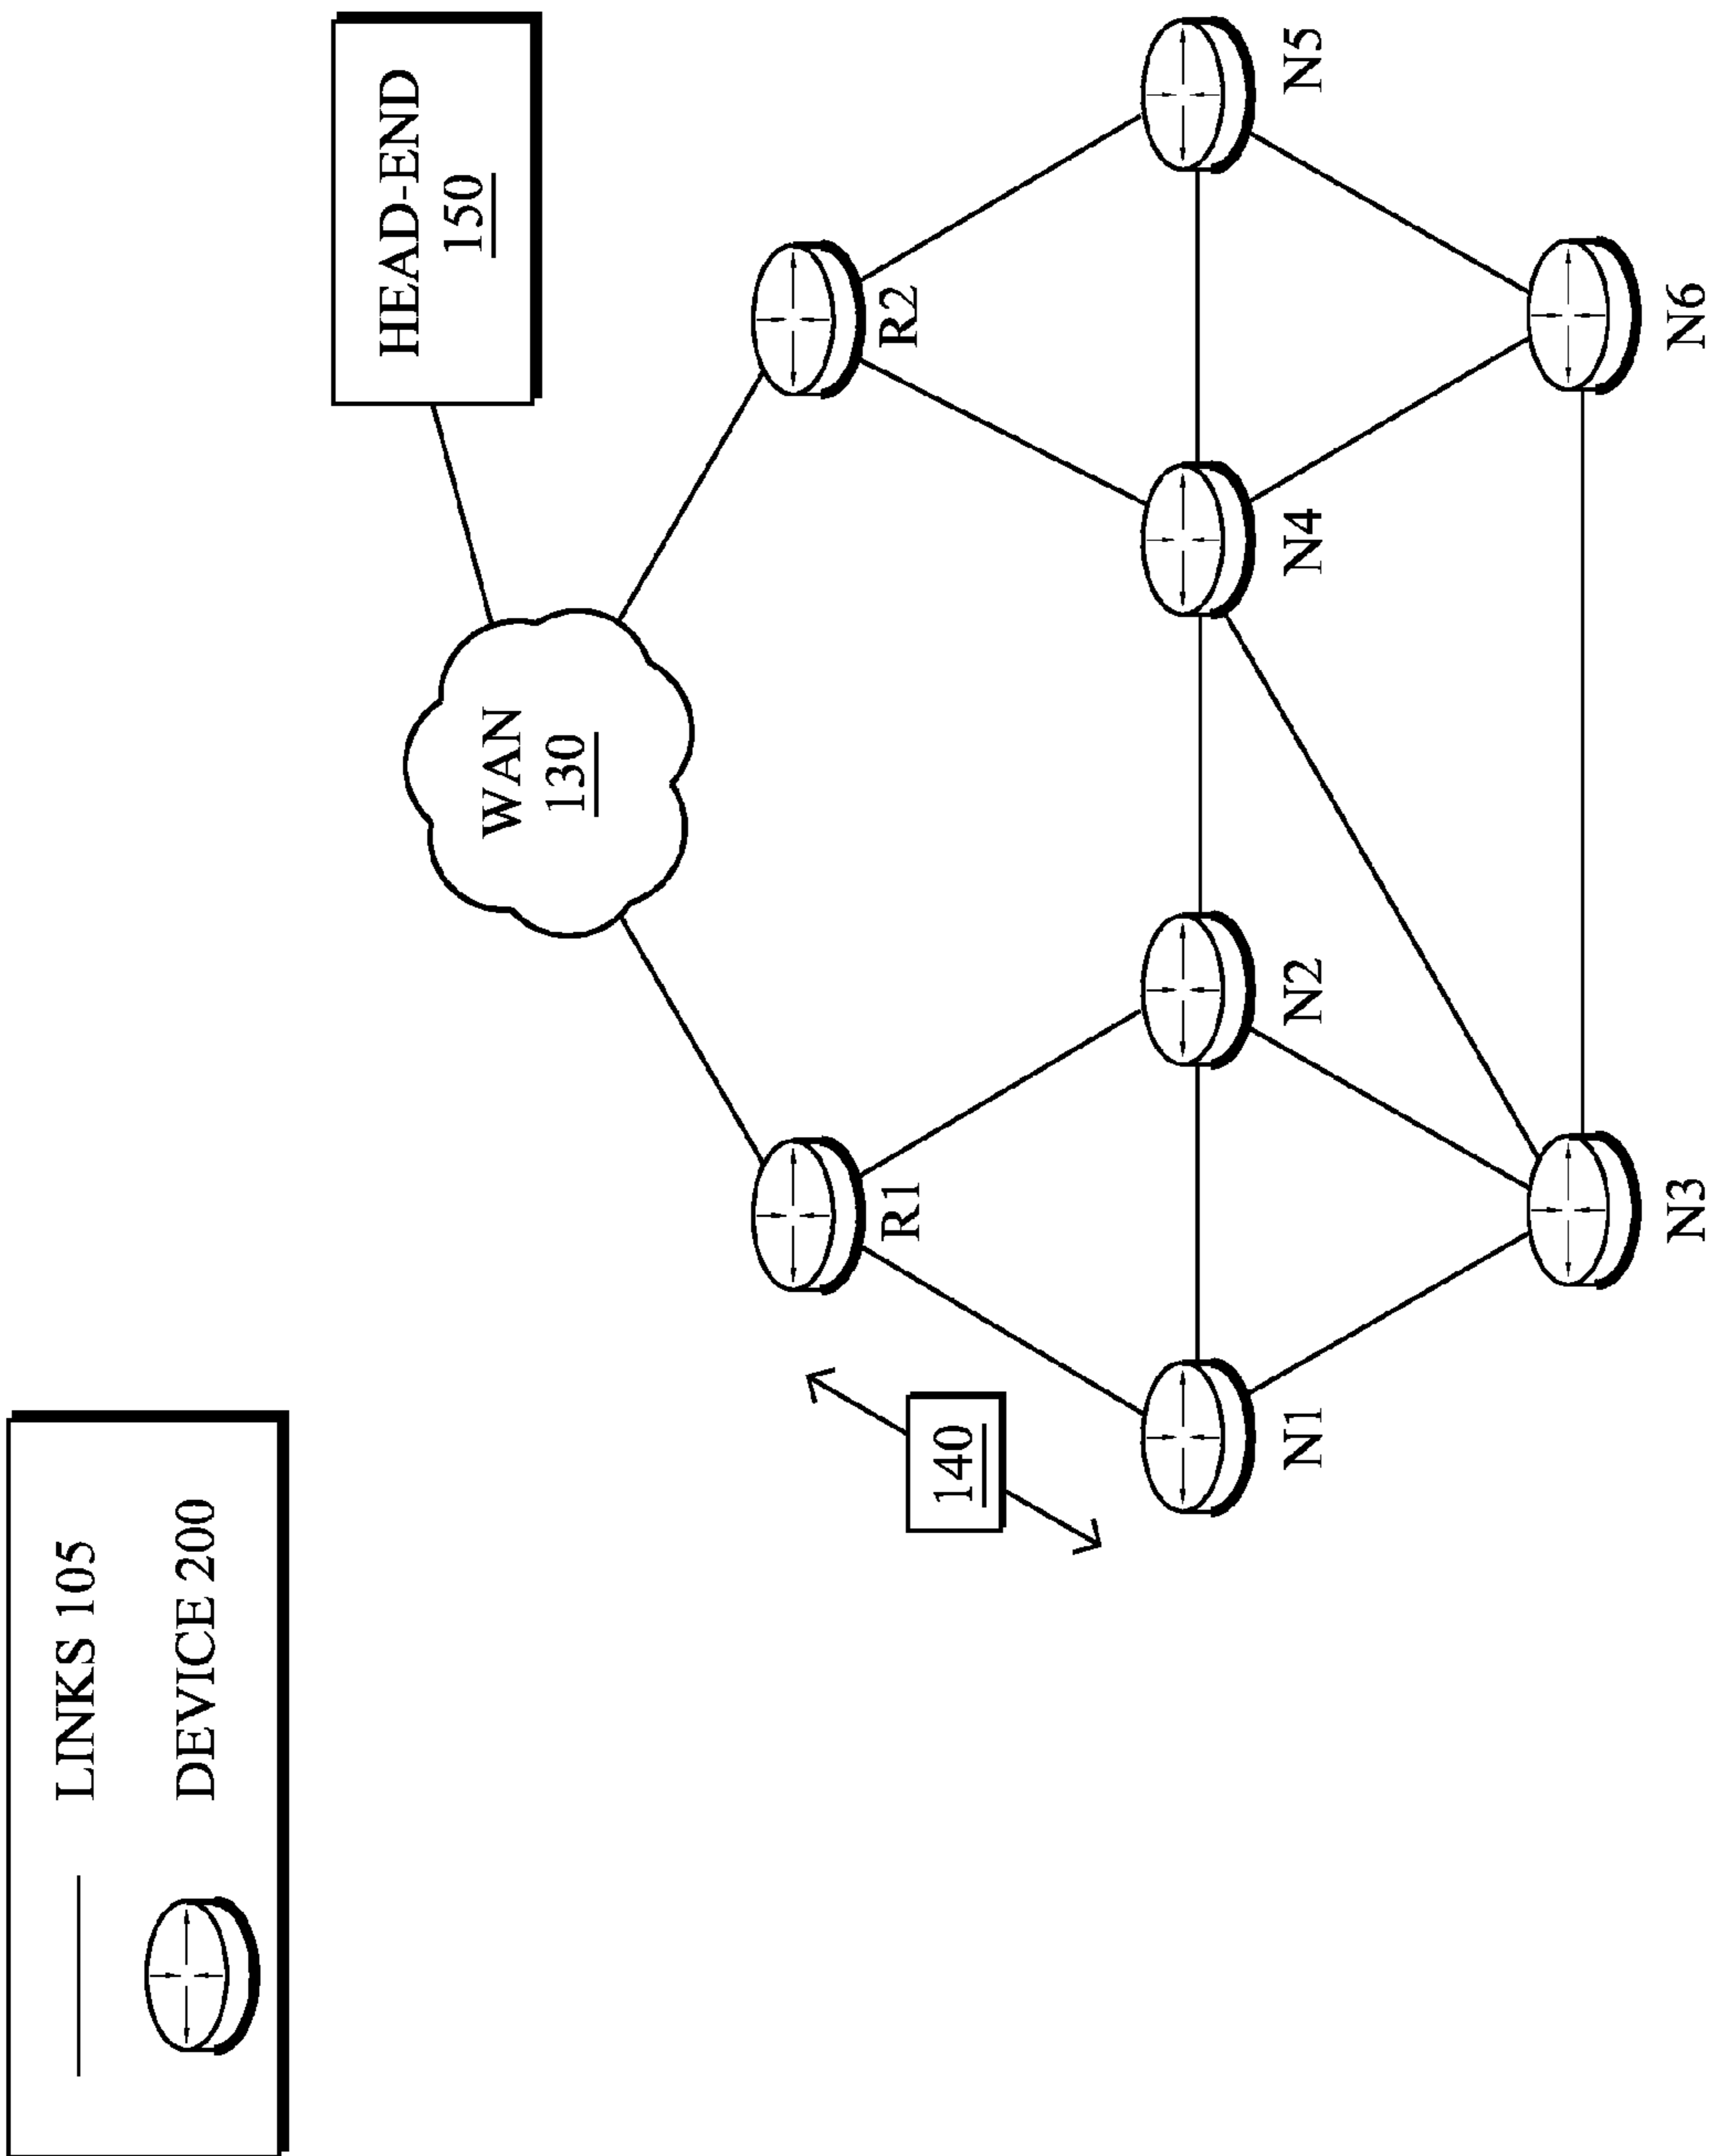 LINKS 105
DEVICE 200
HEAD-END
150
WAN
130
R1
R2
140
N1
N2
N4
N5
N3
N6